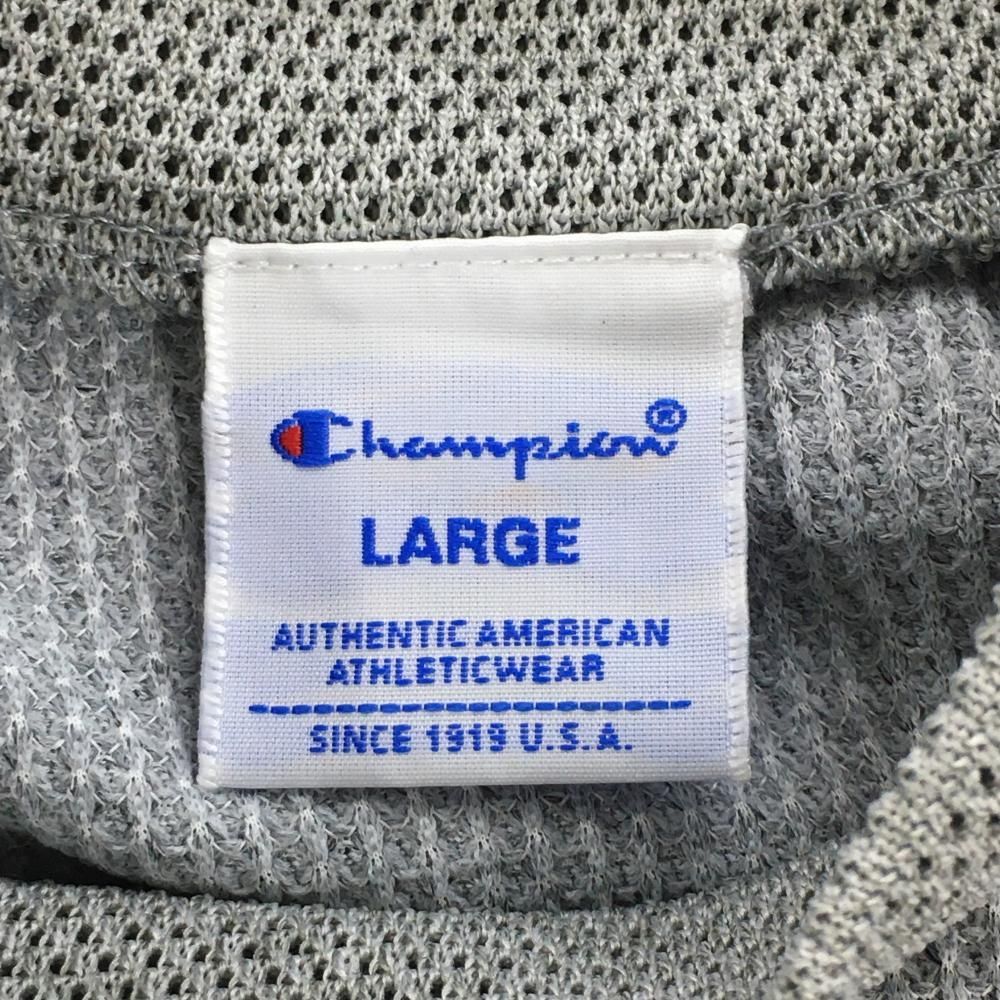 Champion®
LARGE
AUTHENTIC AMERICAN
ATHLETICWEAR
SINCE 1919 U.S.A.